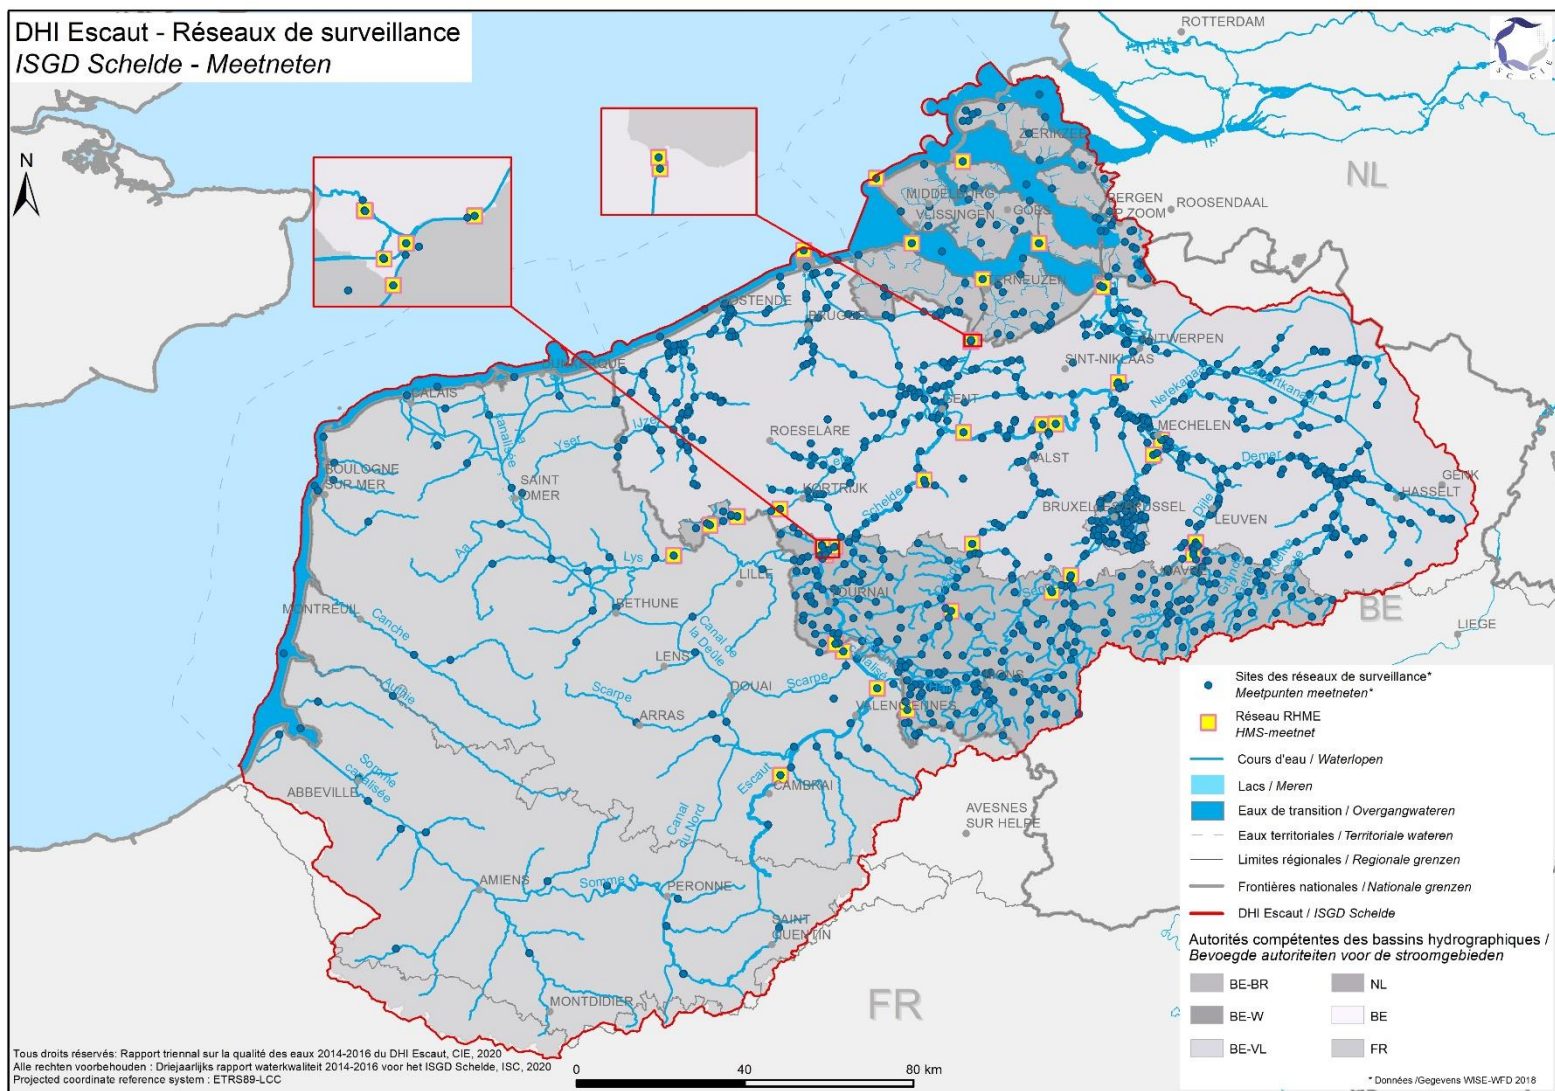 DHI Escaut - Réseaux de surveillance
ISGD Schelde - Meetneten
ISC CIE
N
ROTTERDAM
NL
ZIERIKZEE
MIDDELBURG
BERGEN
OP ZOOM
ROOSENDAAL
VLISSINGEN
GOES
TERNEUZEN
OOSTENDE
BRUGGE
ANTWERPEN
SINT-NIKLAAS
DUNKERQUE
CALAIS
GENT
Netekanaal
Aa
canalisée
Yser
IJzer
ROESELARE
MECHELEN
AALST
Demer
GENK
HASSELT
BOULOGNE
SUR MER
SAINT
OMER
KORTRIJK
Schelde
BRUXELLES-BRUSSEL
Dijle
LEUVEN
Aa
Lys
LILLE
WAVRE
BE
LIEGE
TOURNAI
MONTREUIL
BETHUNE
Canche
Canal de
la Deûle
LENS
Authie
Scarpe
DOUAI
Scarpe
MONS
ARRAS
VALENCIENNES
Somme
canalisée
ABBEVILLE
Escaut
CAMBRAI
Canal
du Nord
AVESNES
SUR HELPE
AMIENS
Somme
PERONNE
SAINT
QUENTIN
MONTDIDIER
FR
Sites des réseaux de surveillance*
Meetpunten meetneten*
Réseau RHME
HMS-meetnet
Cours d'eau / Waterlopen
Lacs / Meren
Eaux de transition / Overgangwateren
Eaux territoriales / Territoriale wateren
Limites régionales / Regionale grenzen
Frontières nationales / Nationale grenzen
DHI Escaut / ISGD Schelde
Autorités compétentes des bassins hydrographiques /
Bevoegde autoriteiten voor de stroomgebieden
BE-BR NL
BE-W BE
BE-VL FR
Tous droits réservés: Rapport triennal sur la qualité des eaux 2014-2016 du DHI Escaut, CIE, 2020
Alle rechten voorbehouden : Driejaarlijks rapport waterkwaliteit 2014-2016 voor het ISGD Schelde, ISC, 2020
Projected coordinate reference system : ETRS89-LCC
0 40 80 km
* Données /Gegevens WISE-WFD 2018